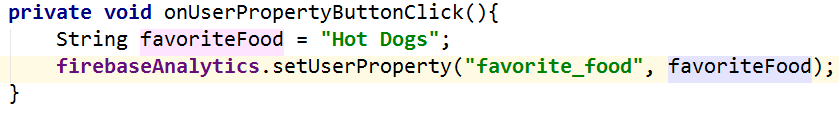 private void onUserPropertyButtonClick(){
    String favoriteFood = "Hot Dogs";
    firebaseAnalytics.setUserProperty("favorite_food", favoriteFood);
}